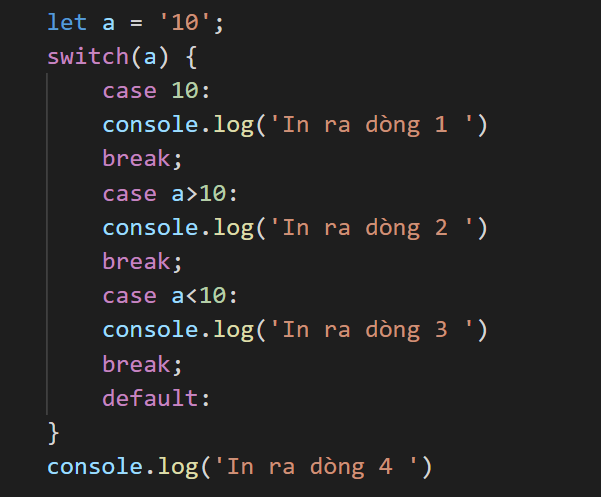 let a = '10';
switch(a) {
    case 10:
    console.log('In ra dòng 1 ')
    break;
    case a>10:
    console.log('In ra dòng 2 ')
    break;
    case a<10:
    console.log('In ra dòng 3 ')
    break;
    default:
}
console.log('In ra dòng 4 ')